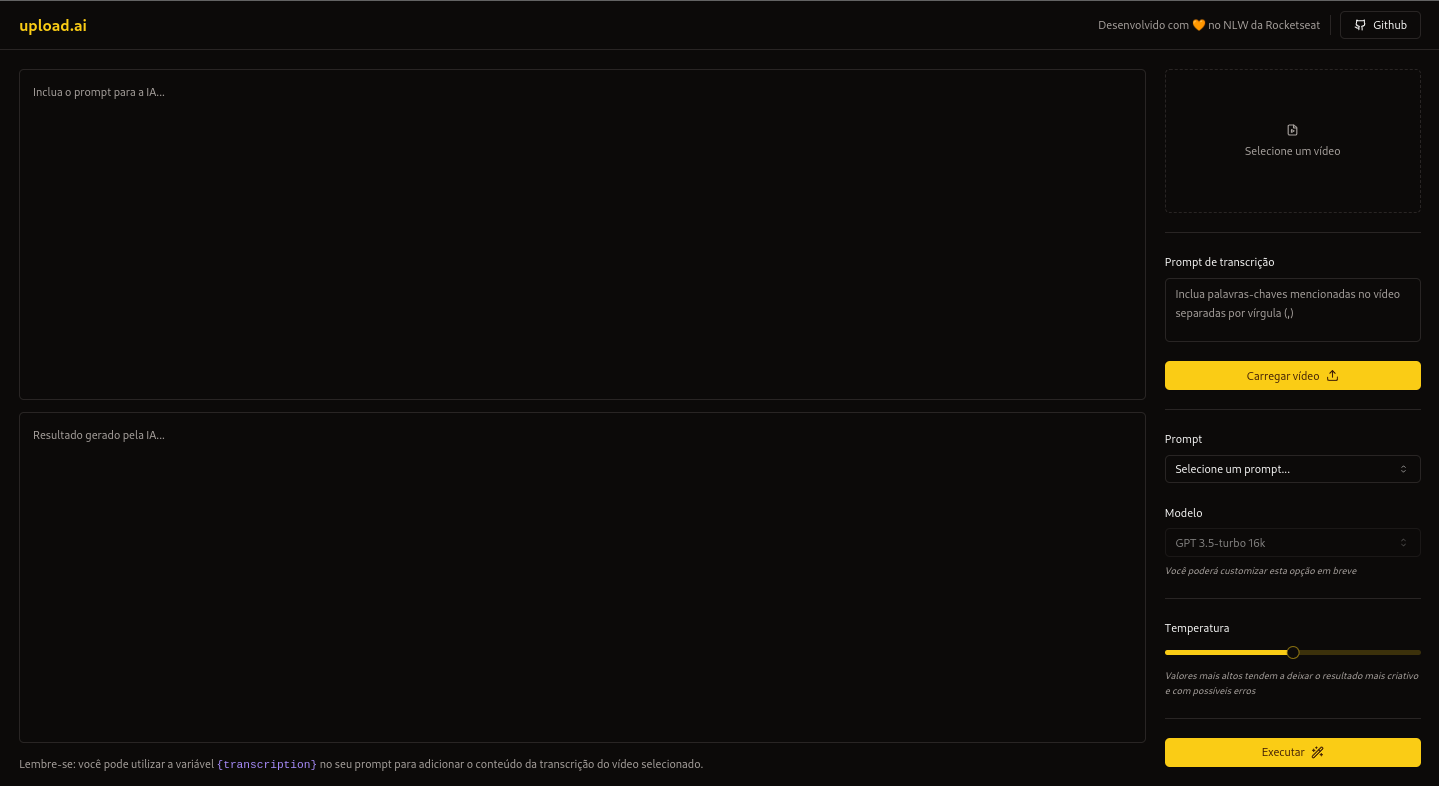 upload.ai
Desenvolvido com 🧡 no NLW da Rocketseat
Github
Inclua o prompt para a IA...
Resultado gerado pela IA...
Lembre-se: você pode utilizar a variável {transcription} no seu prompt para adicionar o conteúdo da transcrição do vídeo selecionado.
Selecione um vídeo
Prompt de transcrição
Inclua palavras-chaves mencionadas no vídeo
separadas por vírgula (,)
Carregar vídeo
Prompt
Selecione um prompt...
Modelo
GPT 3.5-turbo 16k
Você poderá customizar esta opção em breve
Temperatura
Valores mais altos tendem a deixar o resultado mais criativo
e com possíveis erros
Executar